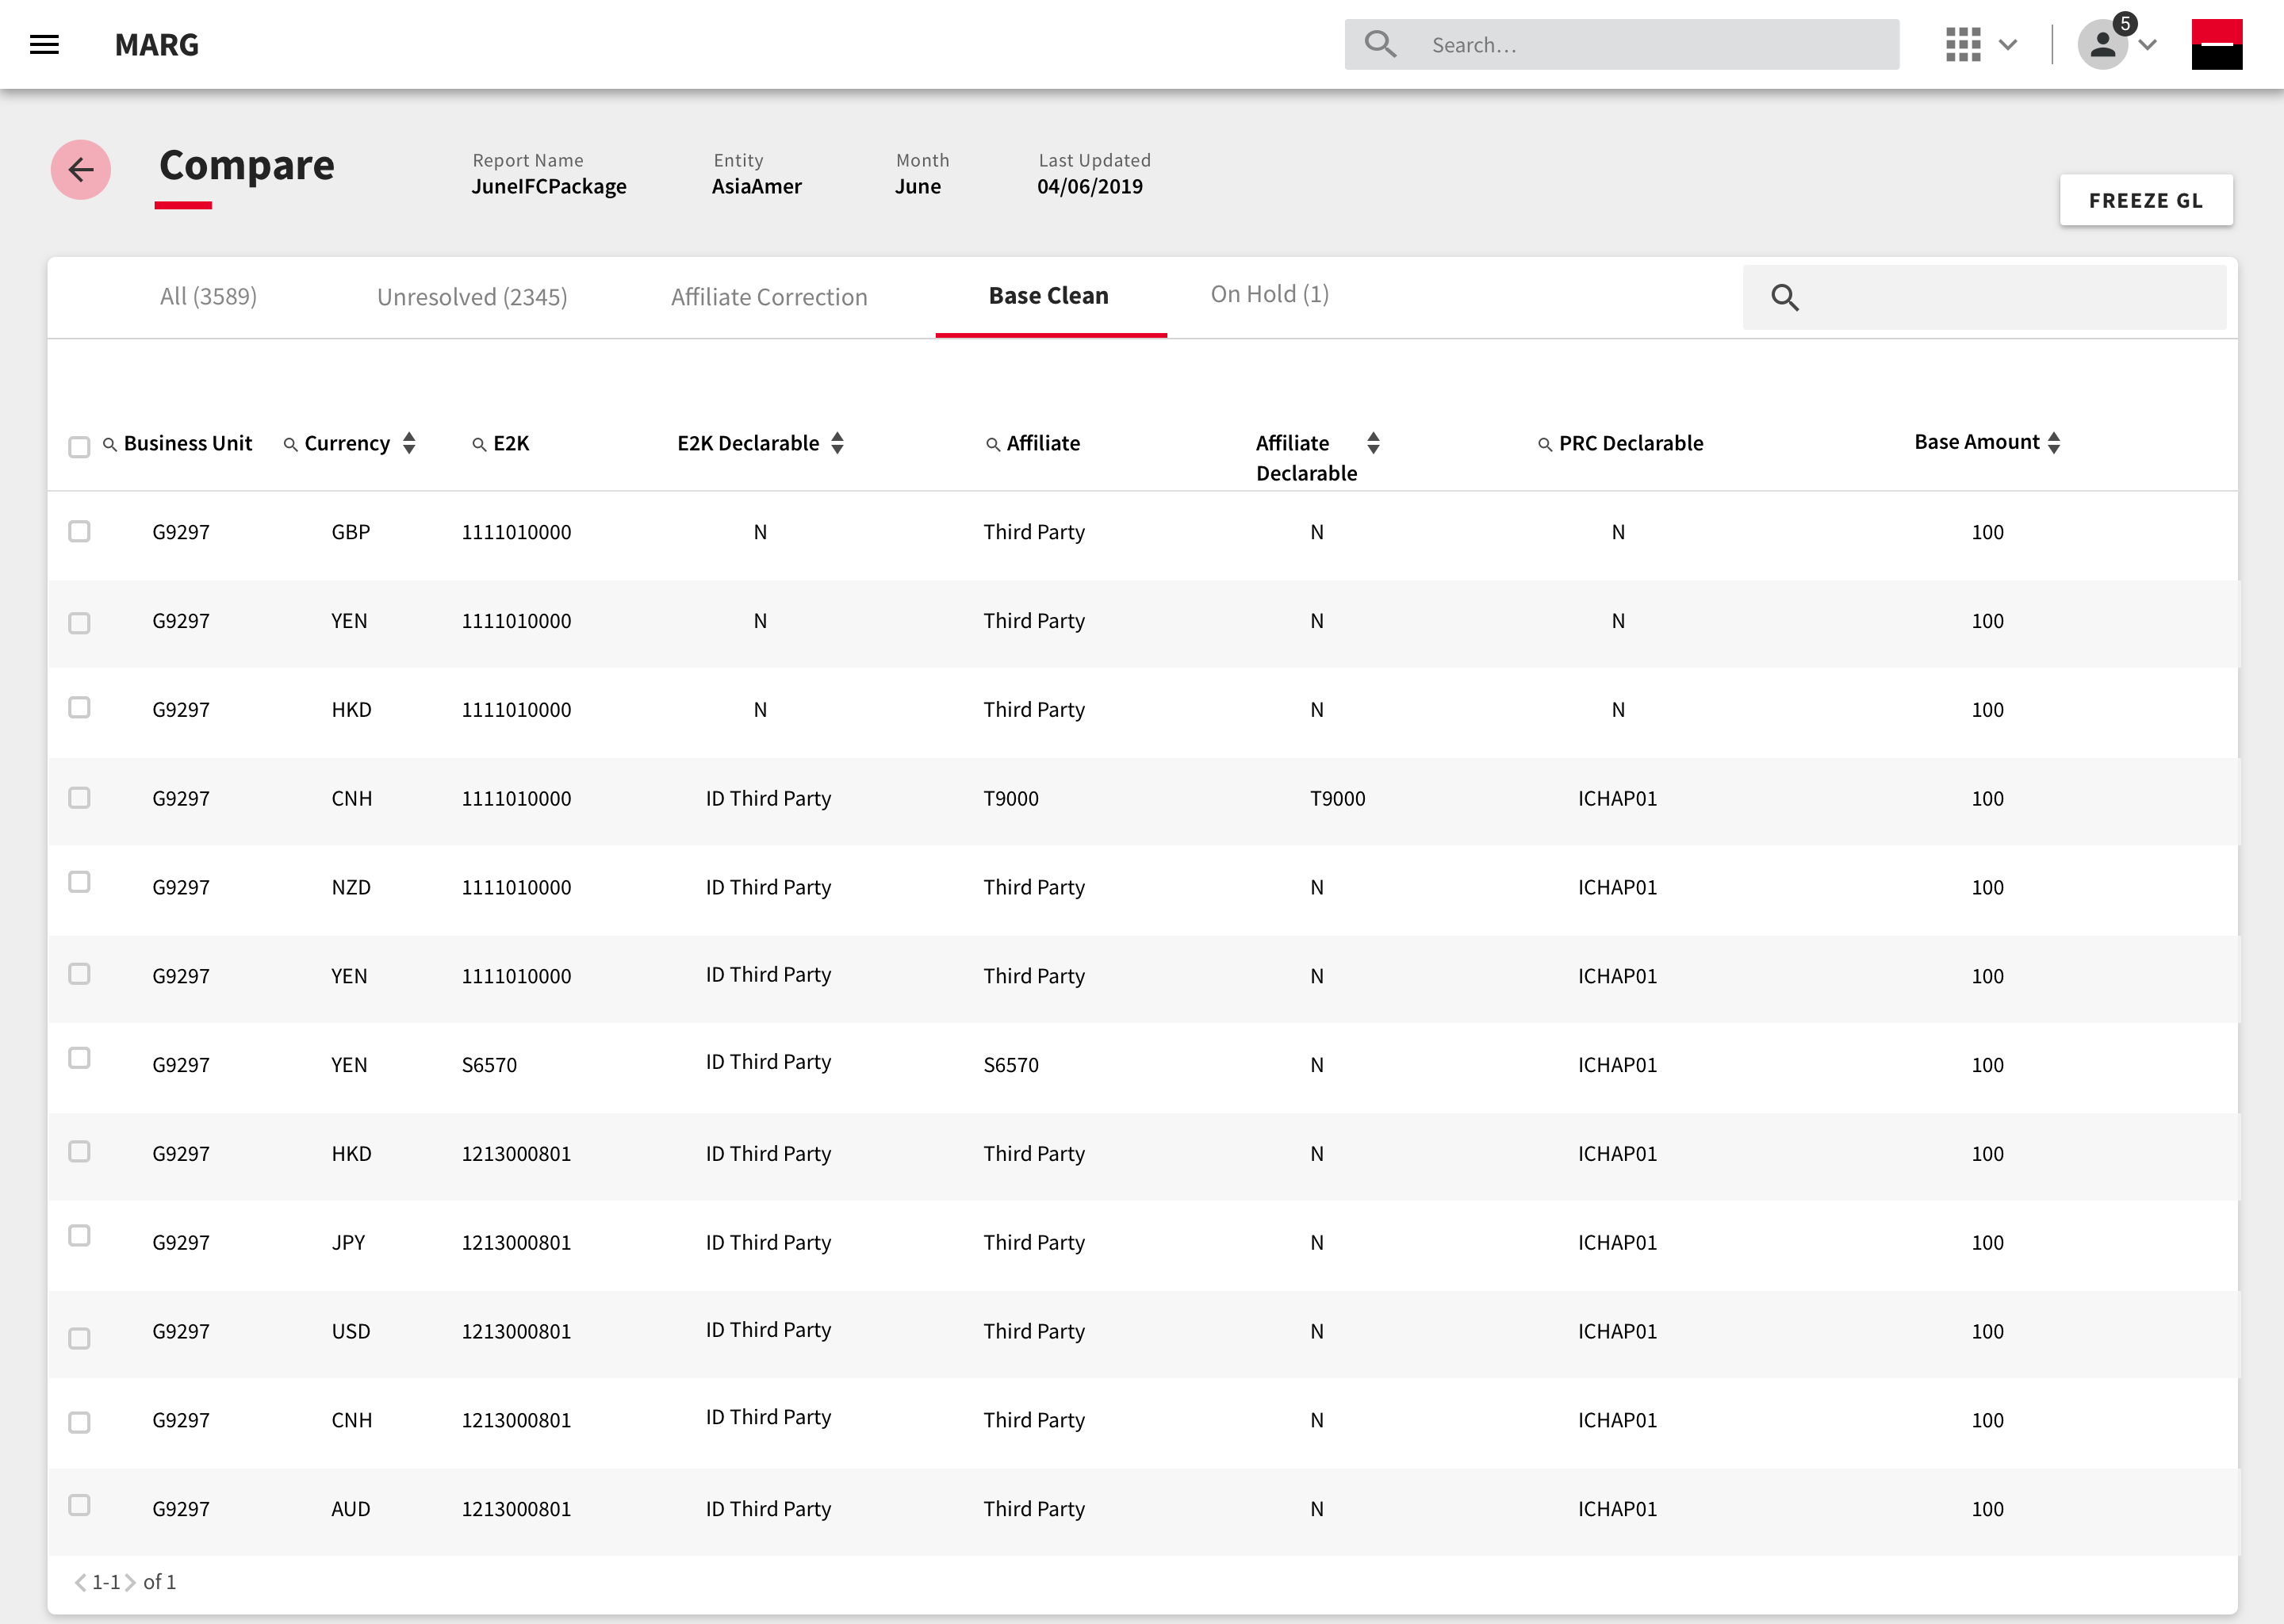 MARG
Search...
5
Compare
Report Name Entity Month Last Updated
JuneIFCPackage AsiaAmer June 04/06/2019
FREEZE GL
All (3589) Unresolved (2345) Affiliate Correction Base Clean On Hold (1)
Business Unit Currency E2K E2K Declarable Affiliate Affiliate Declarable PRC Declarable Base Amount
G9297 GBP 1111010000 N Third Party N N 100
G9297 YEN 1111010000 N Third Party N N 100
G9297 HKD 1111010000 N Third Party N N 100
G9297 CNH 1111010000 ID Third Party T9000 T9000 ICHAP01 100
G9297 NZD 1111010000 ID Third Party Third Party N ICHAP01 100
G9297 YEN 1111010000 ID Third Party Third Party N ICHAP01 100
G9297 YEN S6570 ID Third Party S6570 N ICHAP01 100
G9297 HKD 1213000801 ID Third Party Third Party N ICHAP01 100
G9297 JPY 1213000801 ID Third Party Third Party N ICHAP01 100
G9297 USD 1213000801 ID Third Party Third Party N ICHAP01 100
G9297 CNH 1213000801 ID Third Party Third Party N ICHAP01 100
G9297 AUD 1213000801 ID Third Party Third Party N ICHAP01 100
1-1 of 1